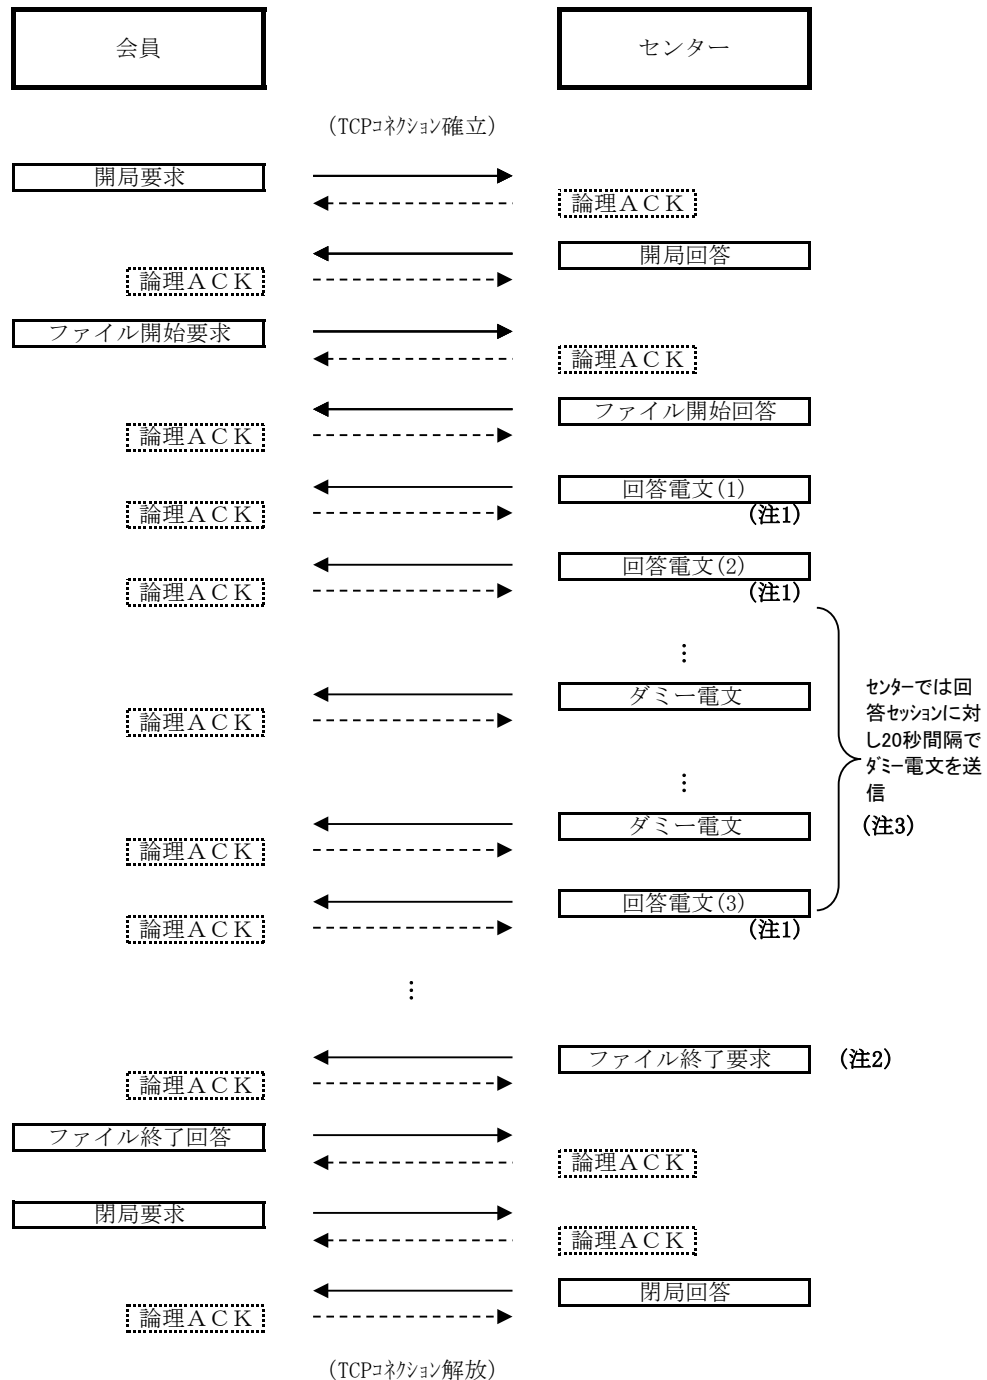 会員
センター
(TCPｺﾈｸｼｮﾝ確立)
開局要求
論理ＡＣＫ
開局回答
論理ＡＣＫ
ファイル開始要求
論理ＡＣＫ
ファイル開始回答
論理ＡＣＫ
回答電文(1)
(注1)
論理ＡＣＫ
回答電文(2)
(注1)
論理ＡＣＫ
⋮
ダミー電文
論理ＡＣＫ
⋮
ダミー電文
論理ＡＣＫ
回答電文(3)
(注1)
論理ＡＣＫ
ｾﾝﾀｰでは回
答ｾｯｼｮﾝに対
し20秒間隔で
ﾀﾞﾐｰ電文を送
信
(注3)
⋮
ファイル終了要求
(注2)
論理ＡＣＫ
ファイル終了回答
論理ＡＣＫ
閉局要求
論理ＡＣＫ
閉局回答
論理ＡＣＫ
(TCPｺﾈｸｼｮﾝ解放)